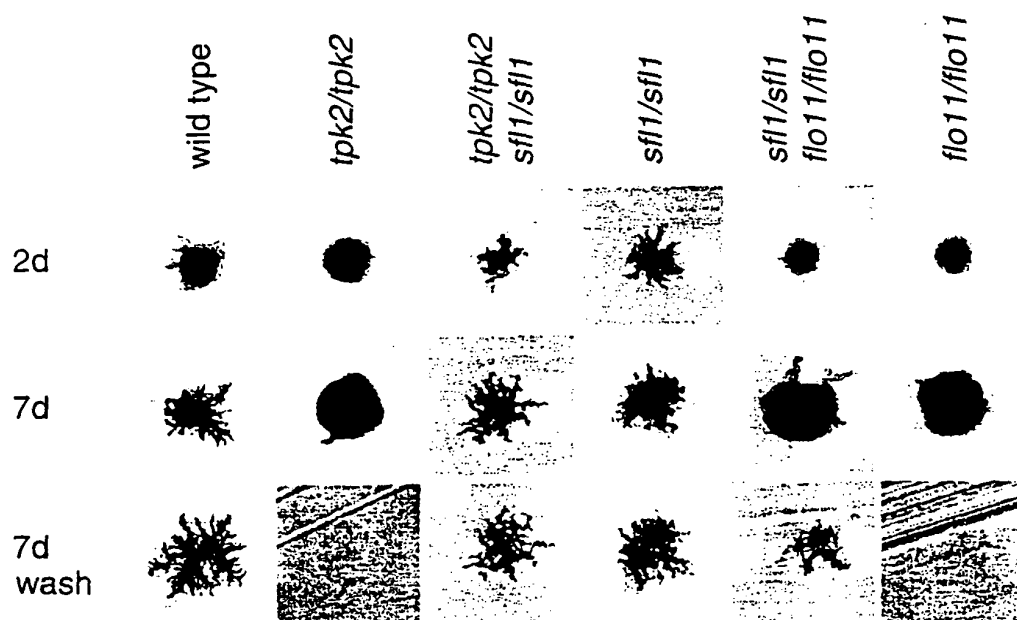 wild type
tpk2/tpk2
tpk2/tpk2
sfl1/sfl1
sfl1/sfl1
sfl1/sfl1
flo11/flo11
flo11/flo11
2d
7d
7d
wash